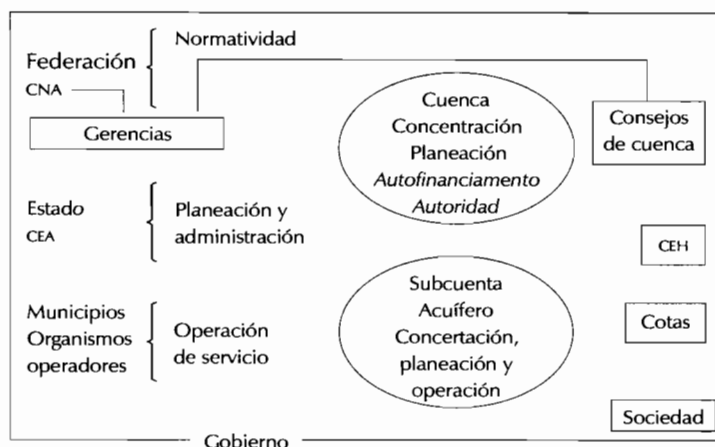 Federación
CNA
Normatividad
Gerencias
Cuenca
Concentración
Planeación
Autofinanciamento
Autoridad
Consejos
de cuenca
Estado
CEA
Planeación y
administración
CEH
Municipios
Organismos
operadores
Operación
de servicio
Subcuenta
Acuífero
Concertación,
planeación y
operación
Cotas
Sociedad
Gobierno